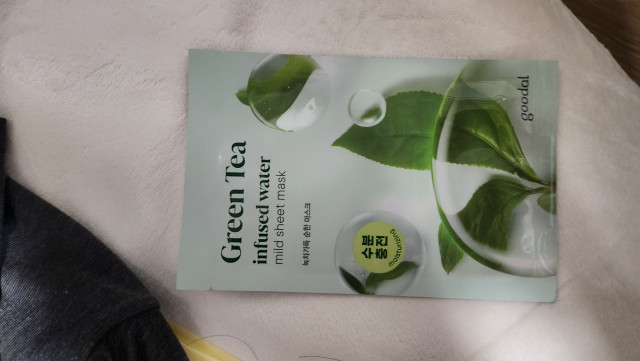 goodal
Green Tea
infused water
mild sheet mask
녹차가득 순한 마스크
수분
충전
moisturizing